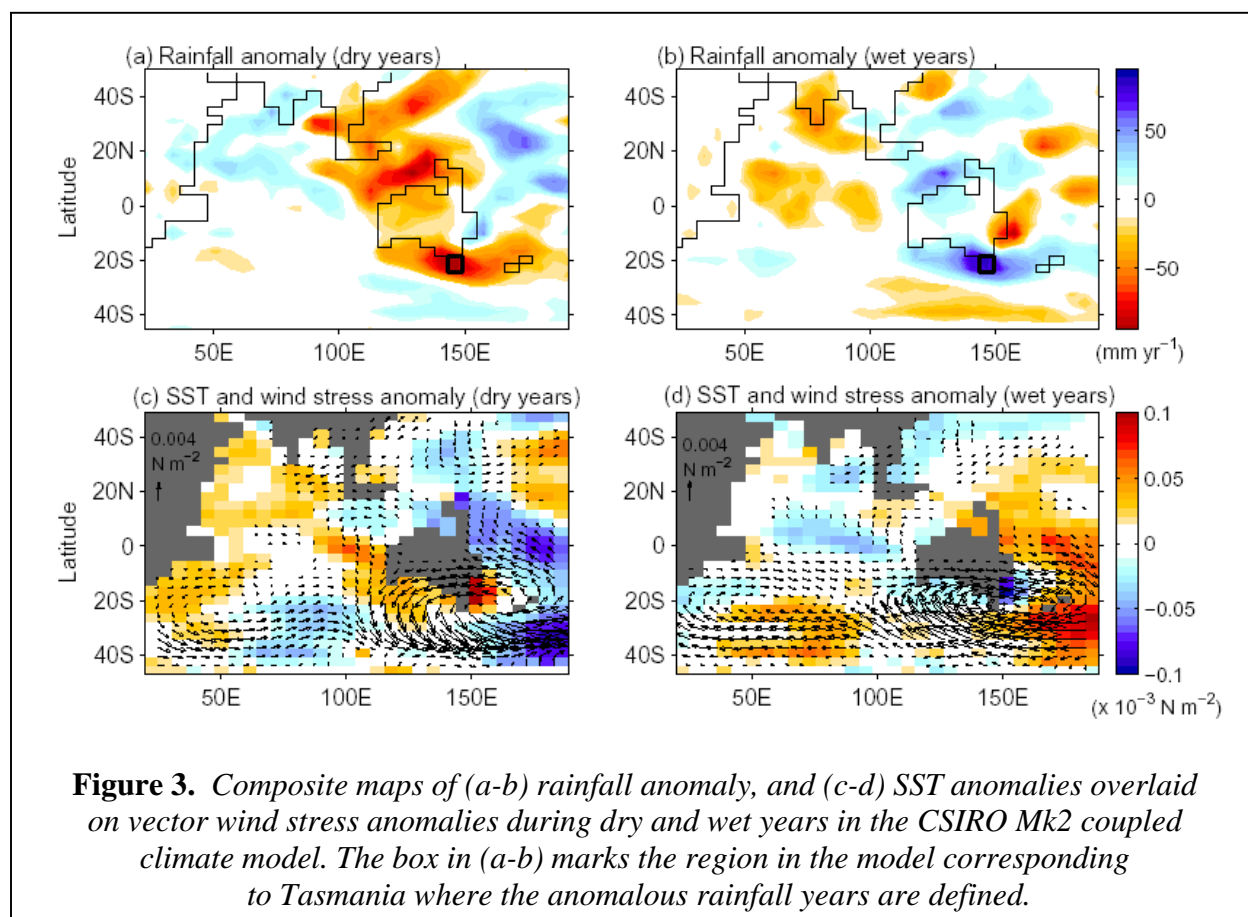 (a) Rainfall anomaly (dry years)
(b) Rainfall anomaly (wet years)
Latitude
40S
20N
0
20S
40S
50E
100E
150E
40S
20N
0
20S
40S
50E
100E
150E
50
0
−50
(mm yr⁻¹)
(c) SST and wind stress anomaly (dry years)
(d) SST and wind stress anomaly (wet years)
Latitude
40S
20N
0
20S
40S
0.004
N m⁻²
50E
100E
150E
40S
20N
0
20S
40S
0.004
N m⁻²
50E
100E
150E
0.1
0.05
0
−0.05
−0.1
(x 10⁻³ N m⁻²)
Figure 3. Composite maps of (a-b) rainfall anomaly, and (c-d) SST anomalies overlaid
on vector wind stress anomalies during dry and wet years in the CSIRO Mk2 coupled
climate model. The box in (a-b) marks the region in the model corresponding
to Tasmania where the anomalous rainfall years are defined.